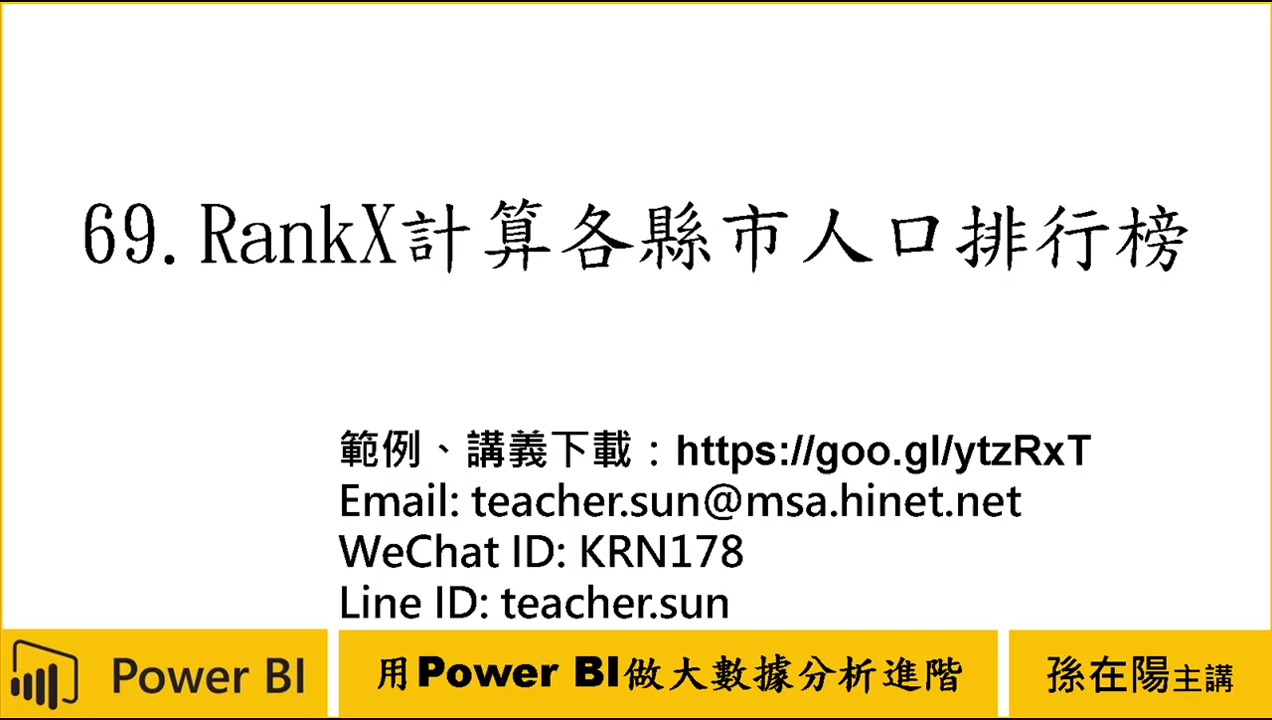 69.RankX計算各縣市人口排行榜
範例、講義下載：https://goo.gl/ytzRxT
Email: teacher.sun@msa.hinet.net
WeChat ID: KRN178
Line ID: teacher.sun
Power BI
用Power BI做大數據分析進階
孫在陽主講